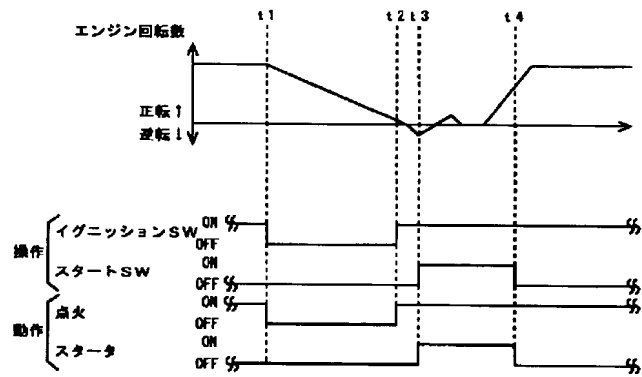 t1 t2 t3 t4
エンジン回転数
正転↑
逆転↓
操作
イグニッションSW ON
OFF
スタートSW ON
OFF
動作
点火 ON
OFF
スタータ ON
OFF